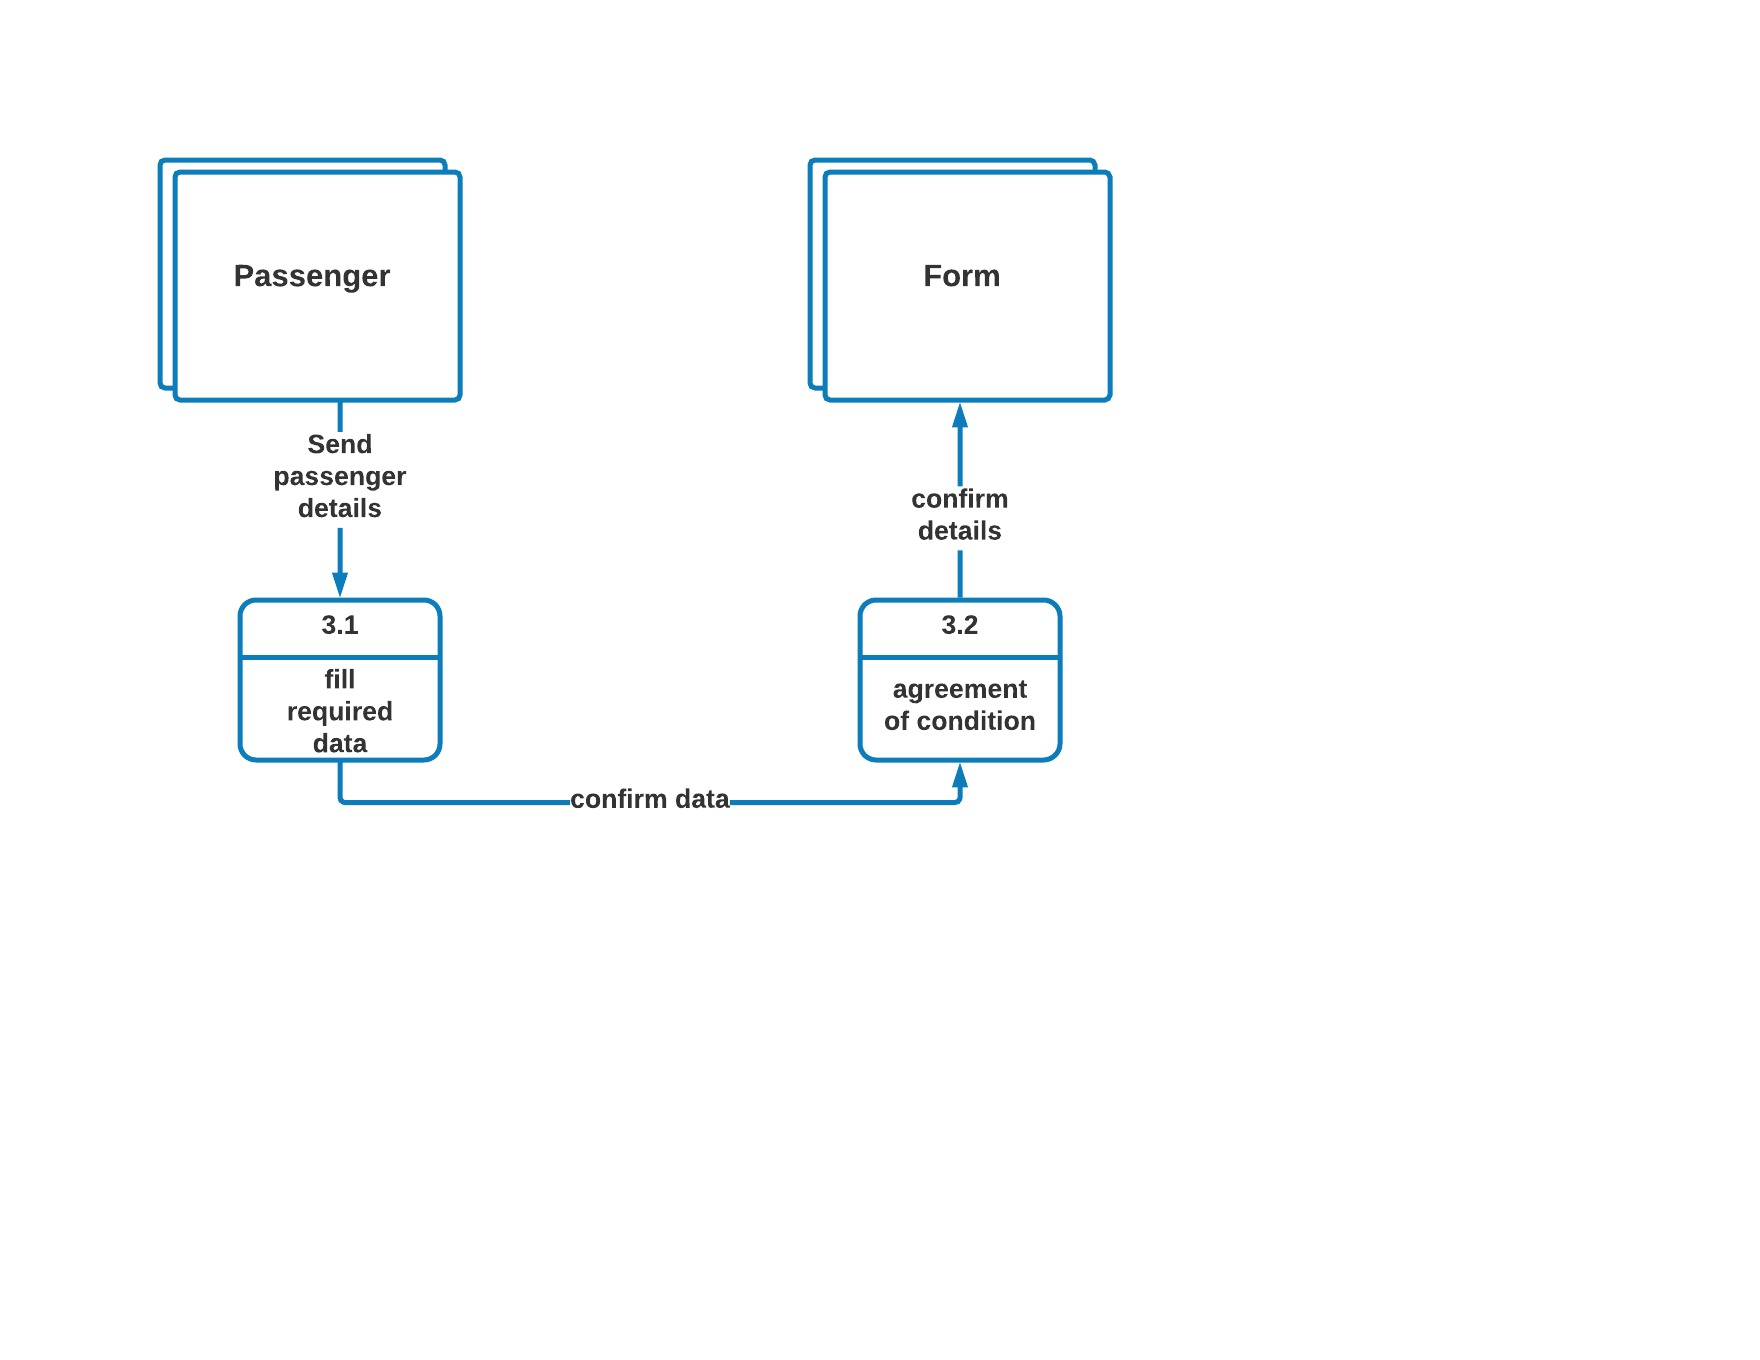 Passenger
Form
Send
passenger
details
confirm
details
3.1
fill
required
data
3.2
agreement
of condition
confirm data